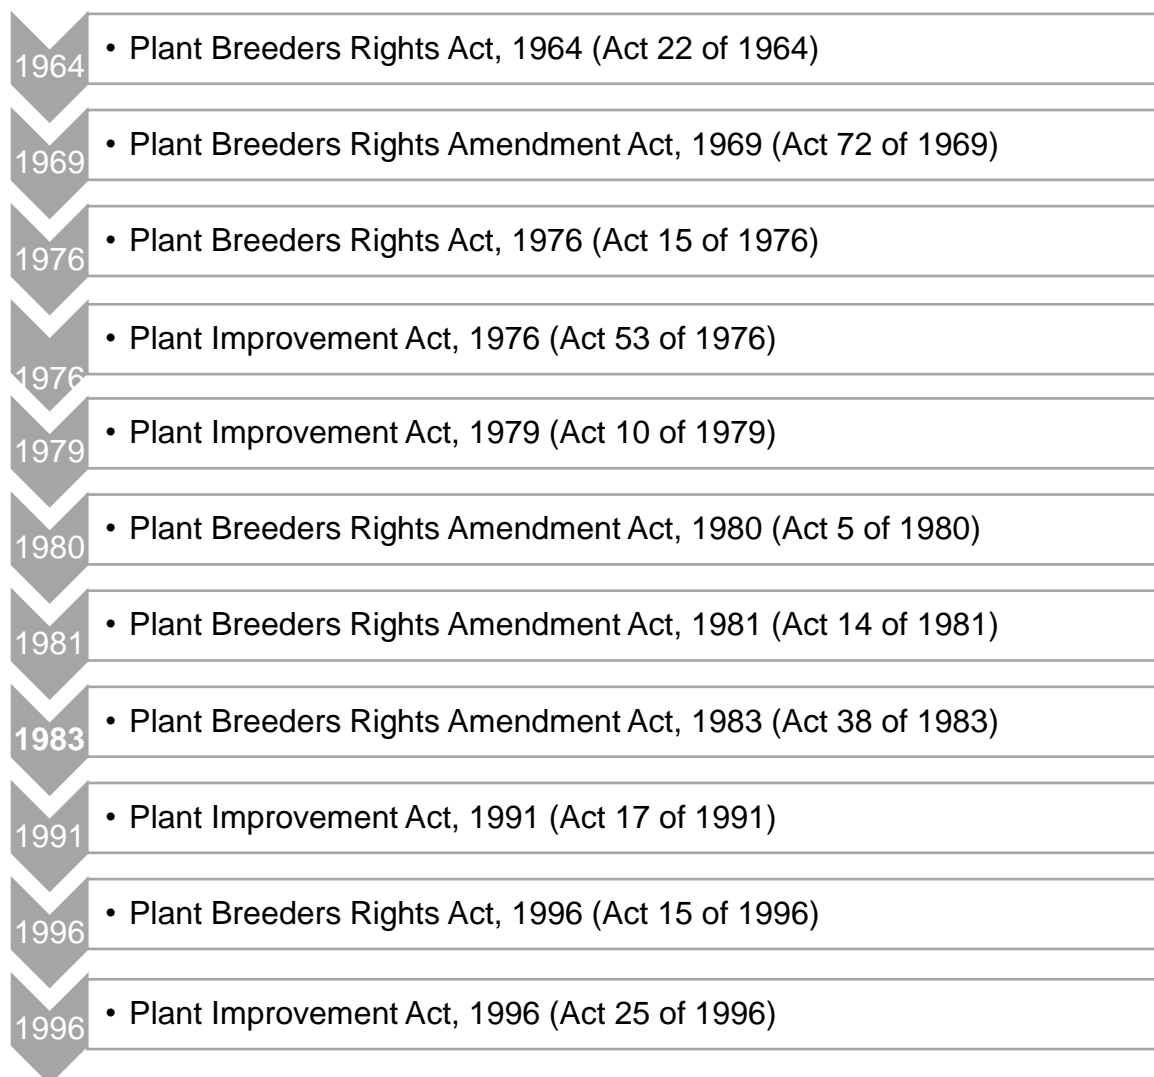 1964
• Plant Breeders Rights Act, 1964 (Act 22 of 1964)
1969
• Plant Breeders Rights Amendment Act, 1969 (Act 72 of 1969)
1976
• Plant Breeders Rights Act, 1976 (Act 15 of 1976)
1976
• Plant Improvement Act, 1976 (Act 53 of 1976)
1979
• Plant Improvement Act, 1979 (Act 10 of 1979)
1980
• Plant Breeders Rights Amendment Act, 1980 (Act 5 of 1980)
1981
• Plant Breeders Rights Amendment Act, 1981 (Act 14 of 1981)
1983
• Plant Breeders Rights Amendment Act, 1983 (Act 38 of 1983)
1991
• Plant Improvement Act, 1991 (Act 17 of 1991)
1996
• Plant Breeders Rights Act, 1996 (Act 15 of 1996)
1996
• Plant Improvement Act, 1996 (Act 25 of 1996)